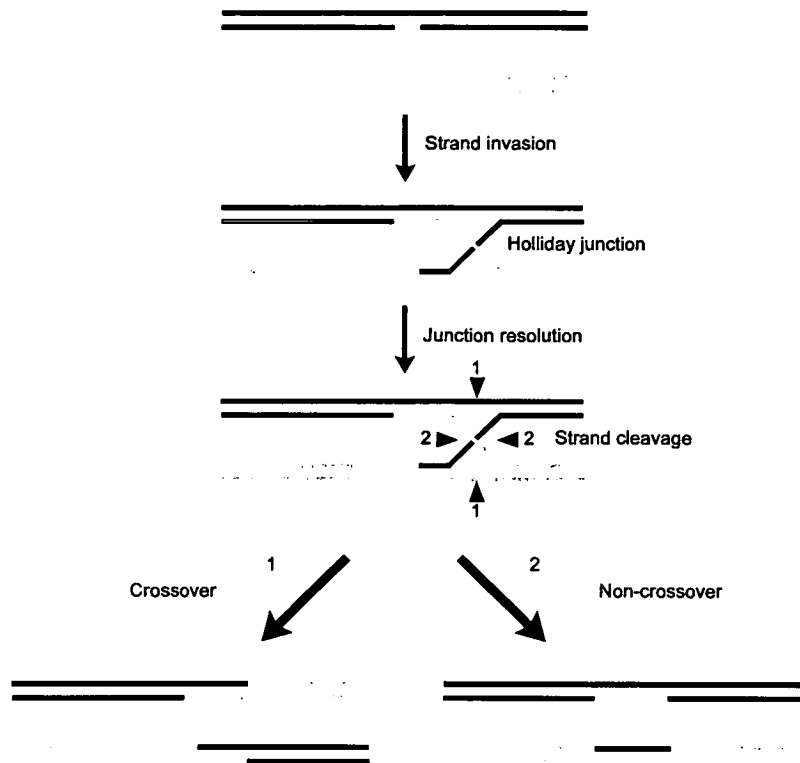 Strand invasion
Holliday junction
Junction resolution
1
2 2 Strand cleavage
1
1 2
Crossover Non-crossover